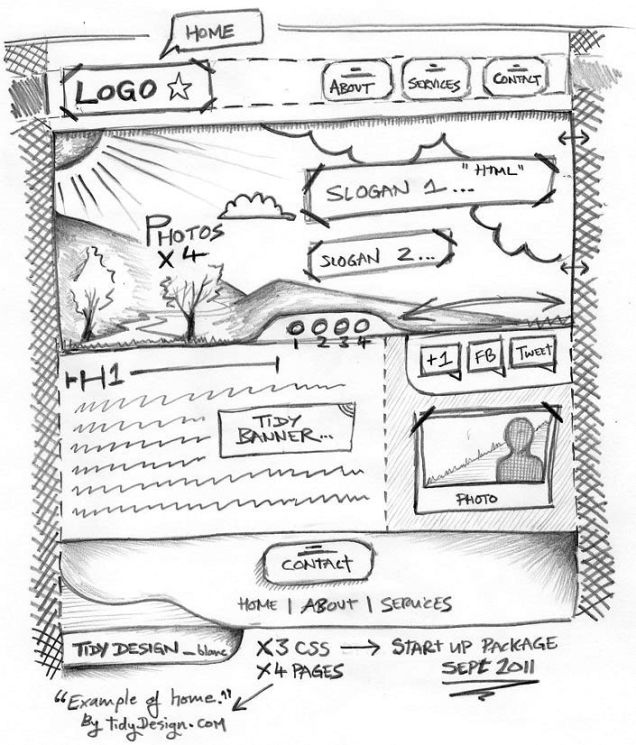 HOME
LOGO
ABOUT
SERVICES
CONTACT
"HTML"
SLOGAN 1...
PHOTOS
X 4
SLOGAN 2...
1 2 3 4
H1
+1
FB
TWEET
TIDY
BANNER...
PHOTO
CONTACT
HOME | ABOUT | SERVICES
TIDY DESIGN_blanc
X3 CSS → START UP PACKAGE
X4 PAGES
SEPT 2011
"Example of home."
By TidyDesign.com